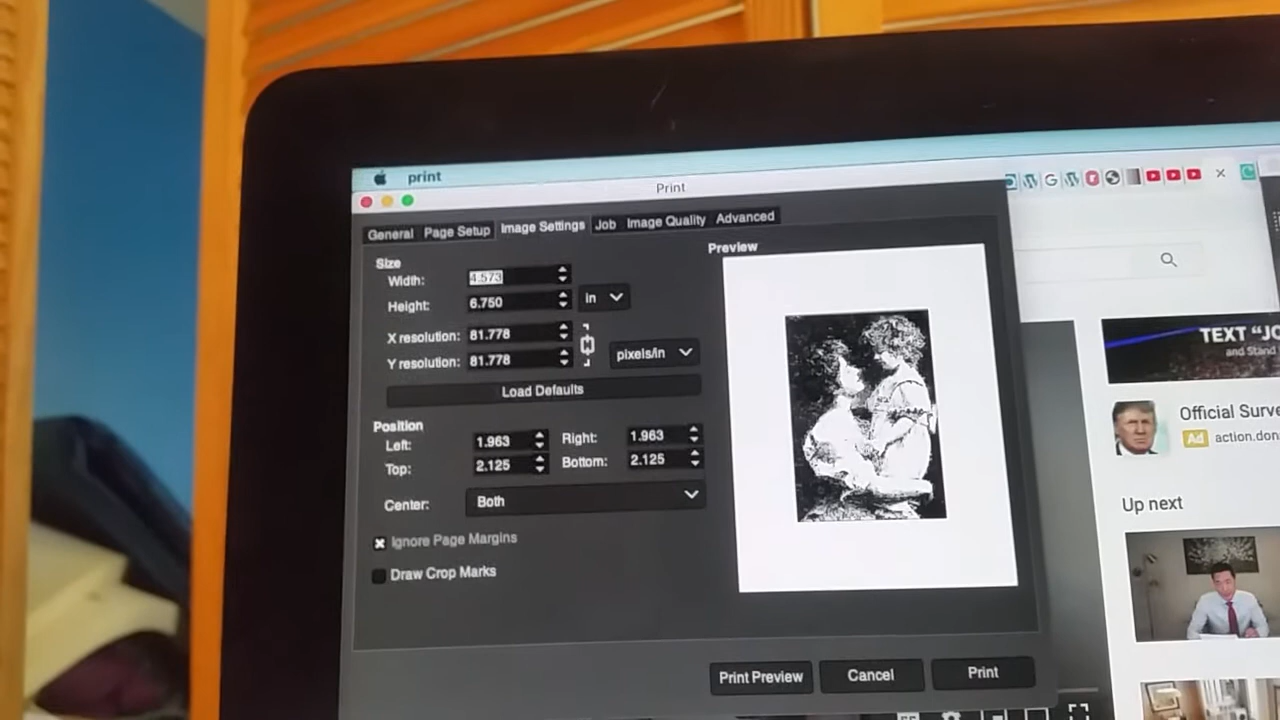 print
Print
General Page Setup Image Settings Job Image Quality Advanced
Size
Width: 4.573
Height: 6.750 in
X resolution: 81.778
Y resolution: 81.778 pixels/in
Load Defaults
Position
Left: 1.963 Right: 1.963
Top: 2.125 Bottom: 2.125
Center: Both
Ignore Page Margins
Draw Crop Marks
Preview
Print Preview Cancel Print
TEXT “JO
and Stand
Official Surve
Ad action.don
Up next